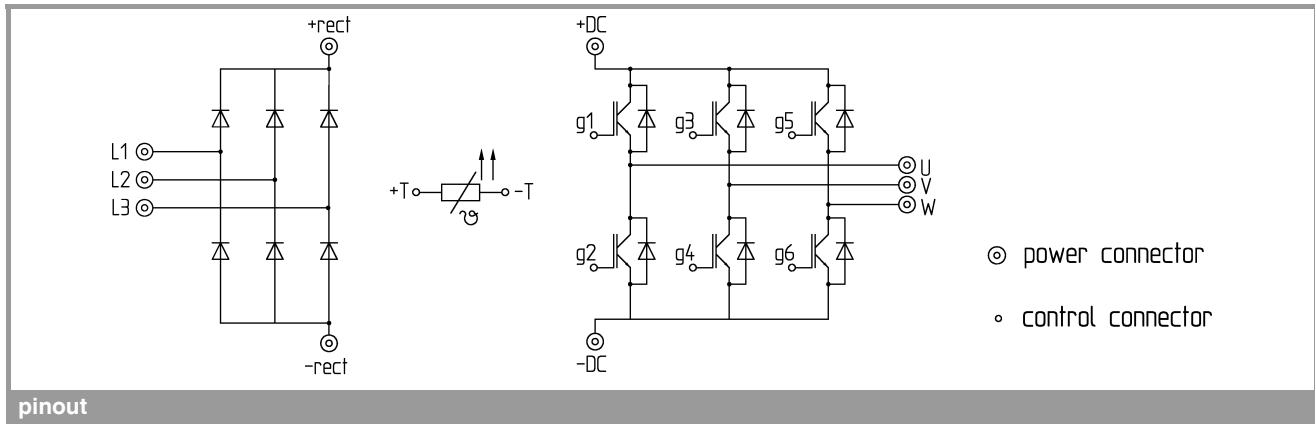 +rect
+DC
g1
g3
g5
L1
L2
L3
+T
-T
ϑ
U
V
W
g2
g4
g6
power connector
control connector
-rect
-DC
pinout